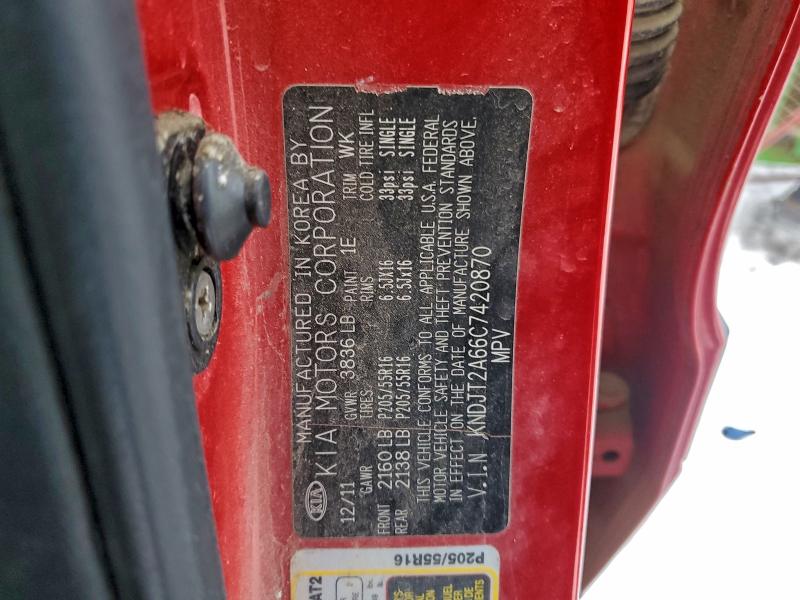 MANUFACTURED IN KOREA BY
KIA KIA MOTORS CORPORATION
12/11 GVWR 3836 LB PAINT 1E TRIM WK
GAWR TIRES RIMS COLD TIRE INFL
FRONT 2160 LB P205/55R16 6.5JX16 33psi SINGLE
REAR 2138 LB P205/55R16 6.5Jx16 33psi SINGLE
THIS VEHICLE CONFORMS TO ALL APPLICABLE U.S.A. FEDERAL
MOTOR VEHICLE SAFETY AND THEFT PREVENTION STANDARDS
IN EFFECT ON THE DATE OF MANUFACTURE SHOWN ABOVE.
V.I.N KNDJT2A66C7420870
MPV
P205/55R16